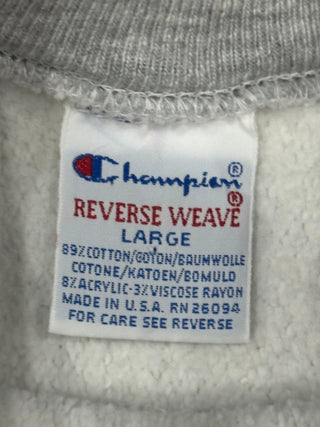 Champion®
REVERSE WEAVE®
LARGE
89%COTTON/COTON/BAUMWOLLE
COTONE/KATOEN/BOMULD
8%ACRYLIC-3%VISCOSE RAYON
MADE IN U.S.A. RN 26094
FOR CARE SEE REVERSE